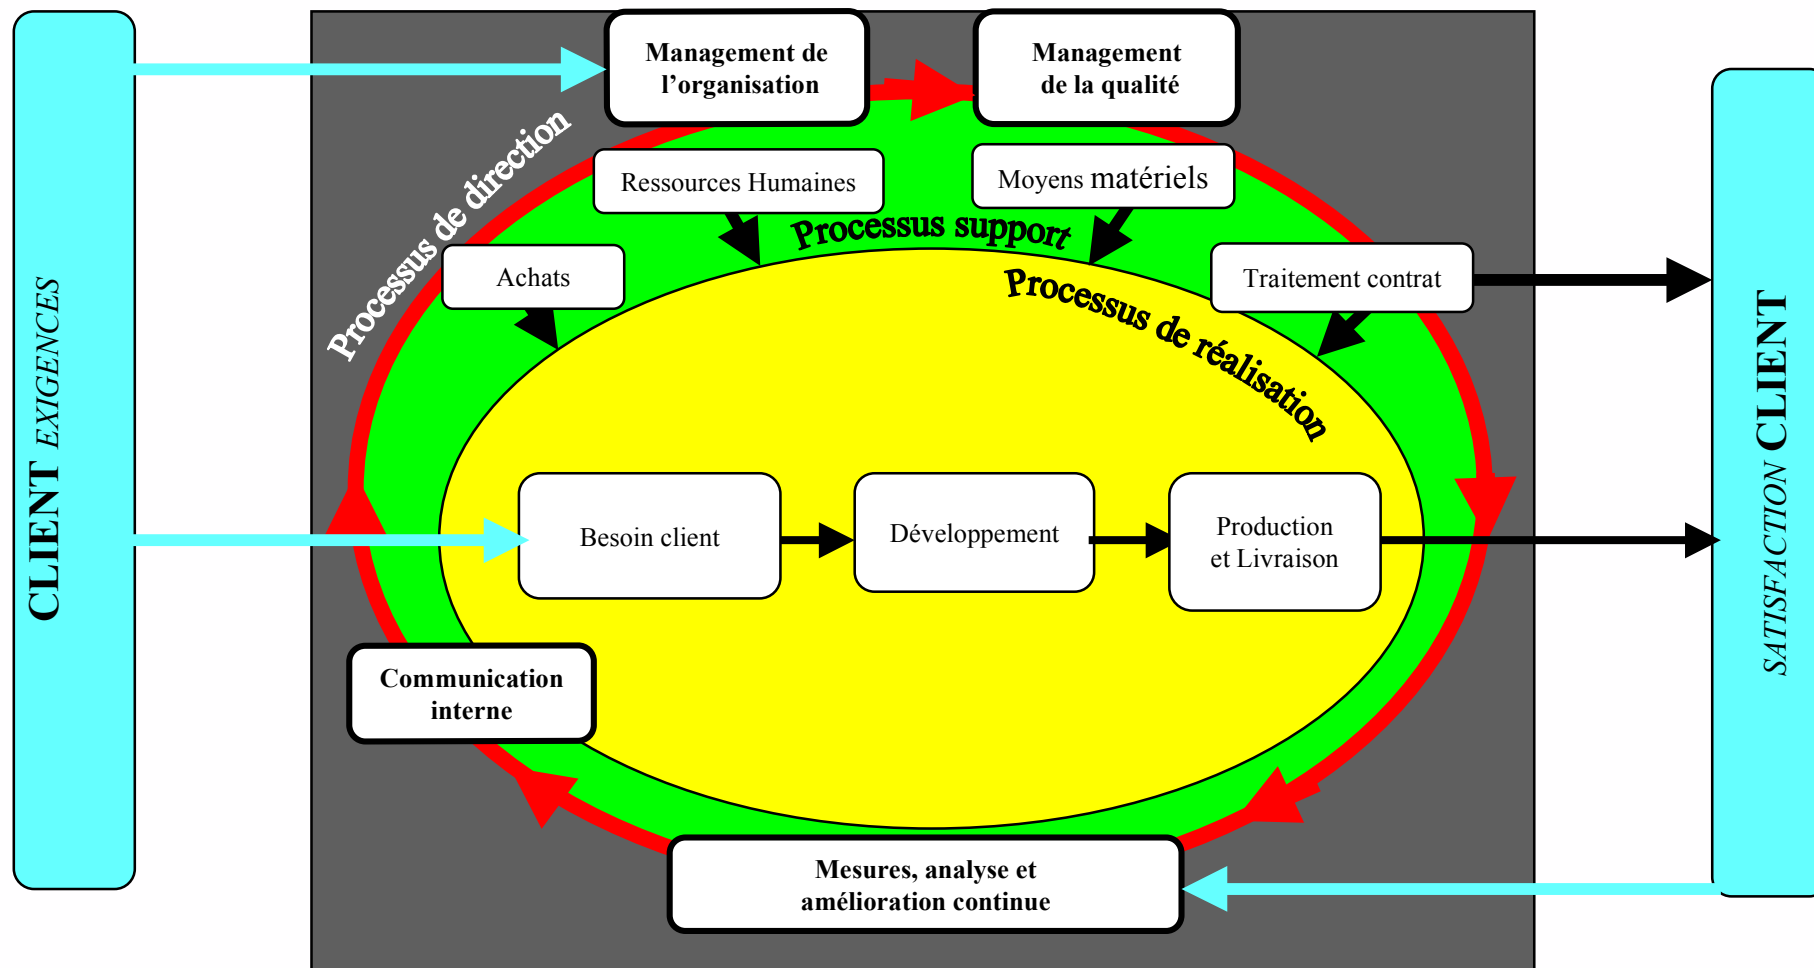 CLIENT EXIGENCES
Management de
l’organisation
Management
de la qualité
Processus de direction
Ressources Humaines
Moyens matériels
Processus support
Achats
Traitement contrat
Processus de réalisation
Besoin client
Développement
Production
et Livraison
Communication
interne
Mesures, analyse et
amélioration continue
SATISFACTION CLIENT